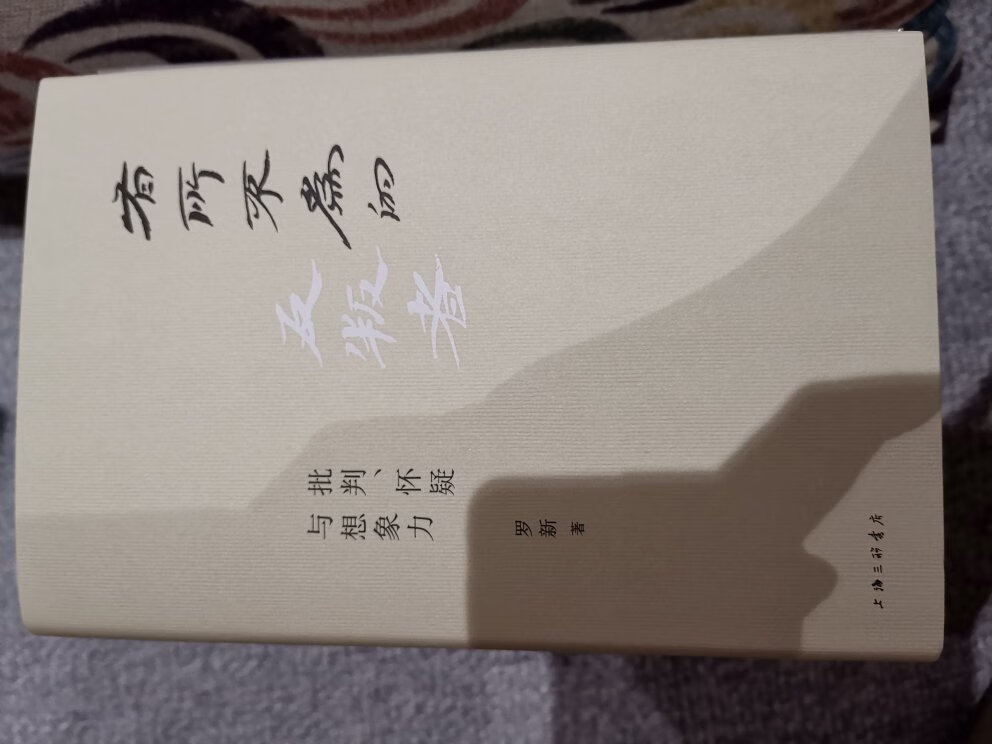 有所不為的
反叛者
批判、怀疑
与想象力
罗新 著
上海三联书店